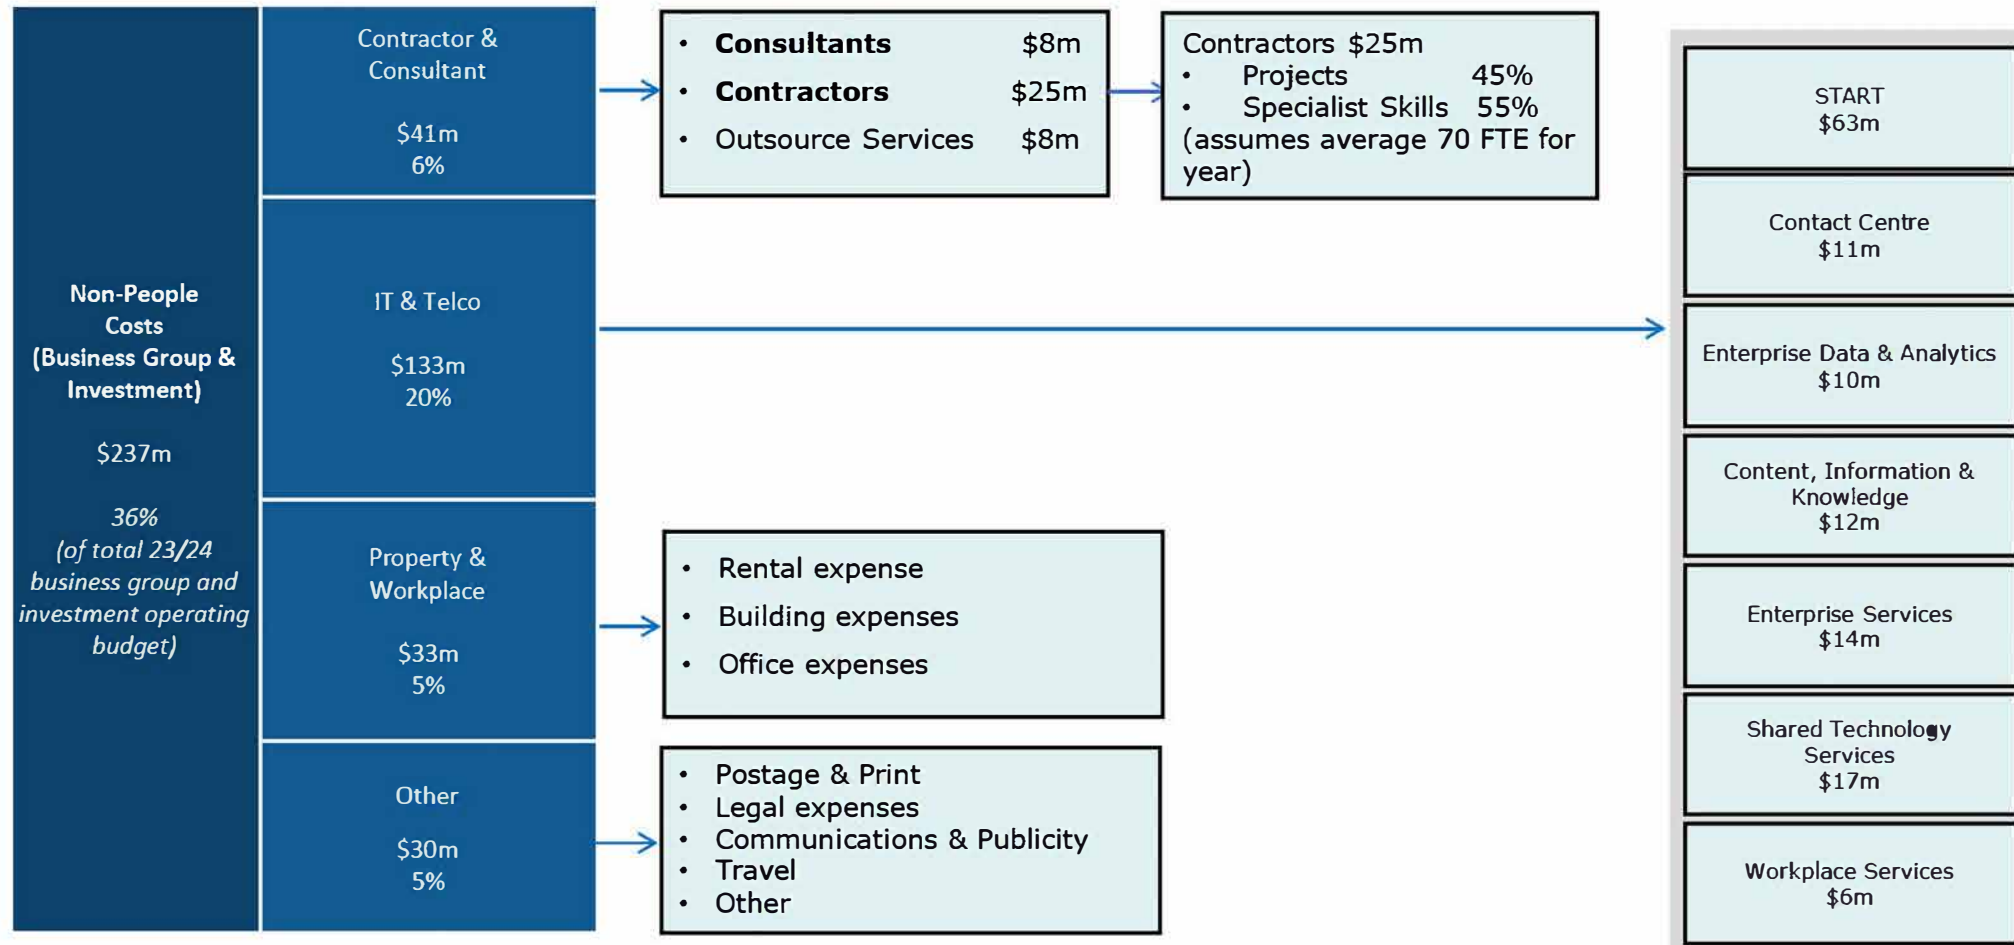 Non-People
Costs
(Business Group &
Investment)
$237m
36%
(of total 23/24
business group and
investment operating
budget)
Contractor &
Consultant
$41m
6%
• Consultants $8m
• Contractors $25m
• Outsource Services $8m
Contractors $25m
• Projects 45%
• Specialist Skills 55%
(assumes average 70 FTE for
year)
IT & Telco
$133m
20%
START
$63m
Contact Centre
$11m
Enterprise Data & Analytics
$10m
Content, Information &
Knowledge
$12m
Enterprise Services
$14m
Shared Technology
Services
$17m
Workplace Services
$6m
Property &
Workplace
$33m
5%
• Rental expense
• Building expenses
• Office expenses
Other
$30m
5%
• Postage & Print
• Legal expenses
• Communications & Publicity
• Travel
• Other